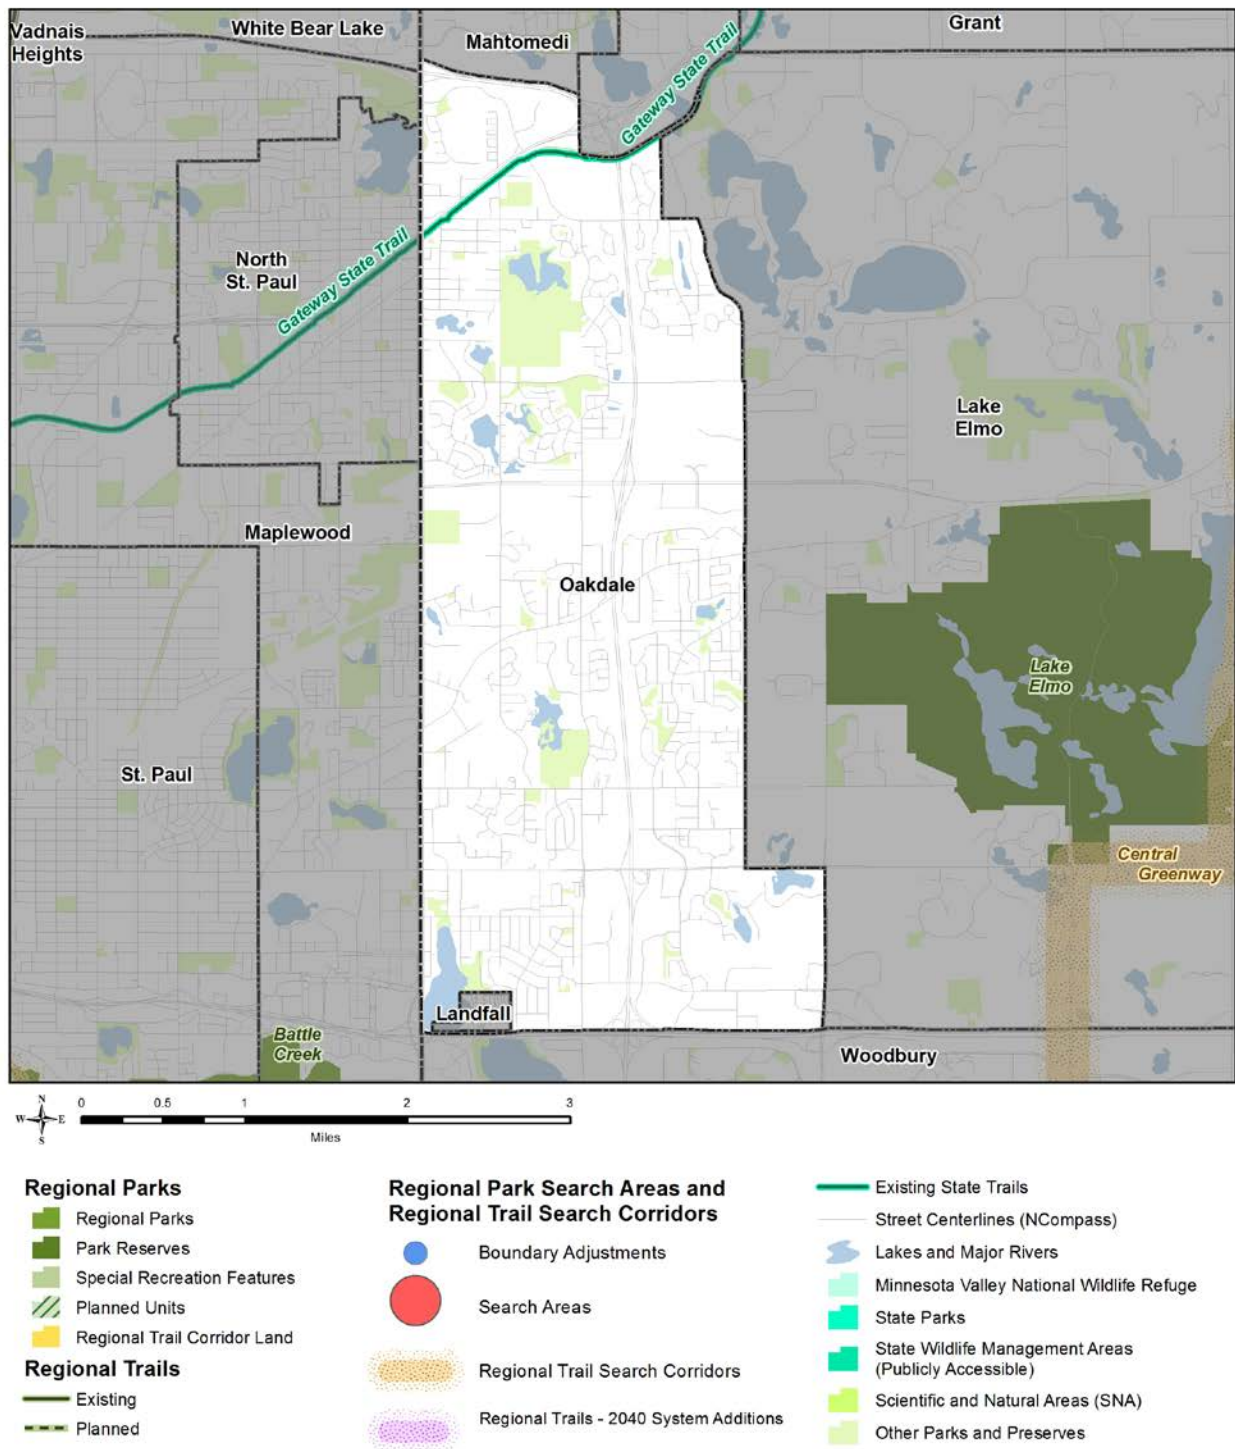 Vadnais
Heights
White Bear Lake
Mahtomedi
Grant
Gateway State Trail
North
St. Paul
Gateway State Trail
Lake
Elmo
Maplewood
Oakdale
Lake
Elmo
St. Paul
Central
Greenway
Landfall
Battle
Creek
Woodbury
N
W E
S
0 0.5 1 2 3
Miles
Regional Parks
Regional Parks
Park Reserves
Special Recreation Features
Planned Units
Regional Trail Corridor Land
Regional Trails
Existing
Planned
Regional Park Search Areas and
Regional Trail Search Corridors
Boundary Adjustments
Search Areas
Regional Trail Search Corridors
Regional Trails - 2040 System Additions
Existing State Trails
Street Centerlines (NCompass)
Lakes and Major Rivers
Minnesota Valley National Wildlife Refuge
State Parks
State Wildlife Management Areas
(Publicly Accessible)
Scientific and Natural Areas (SNA)
Other Parks and Preserves